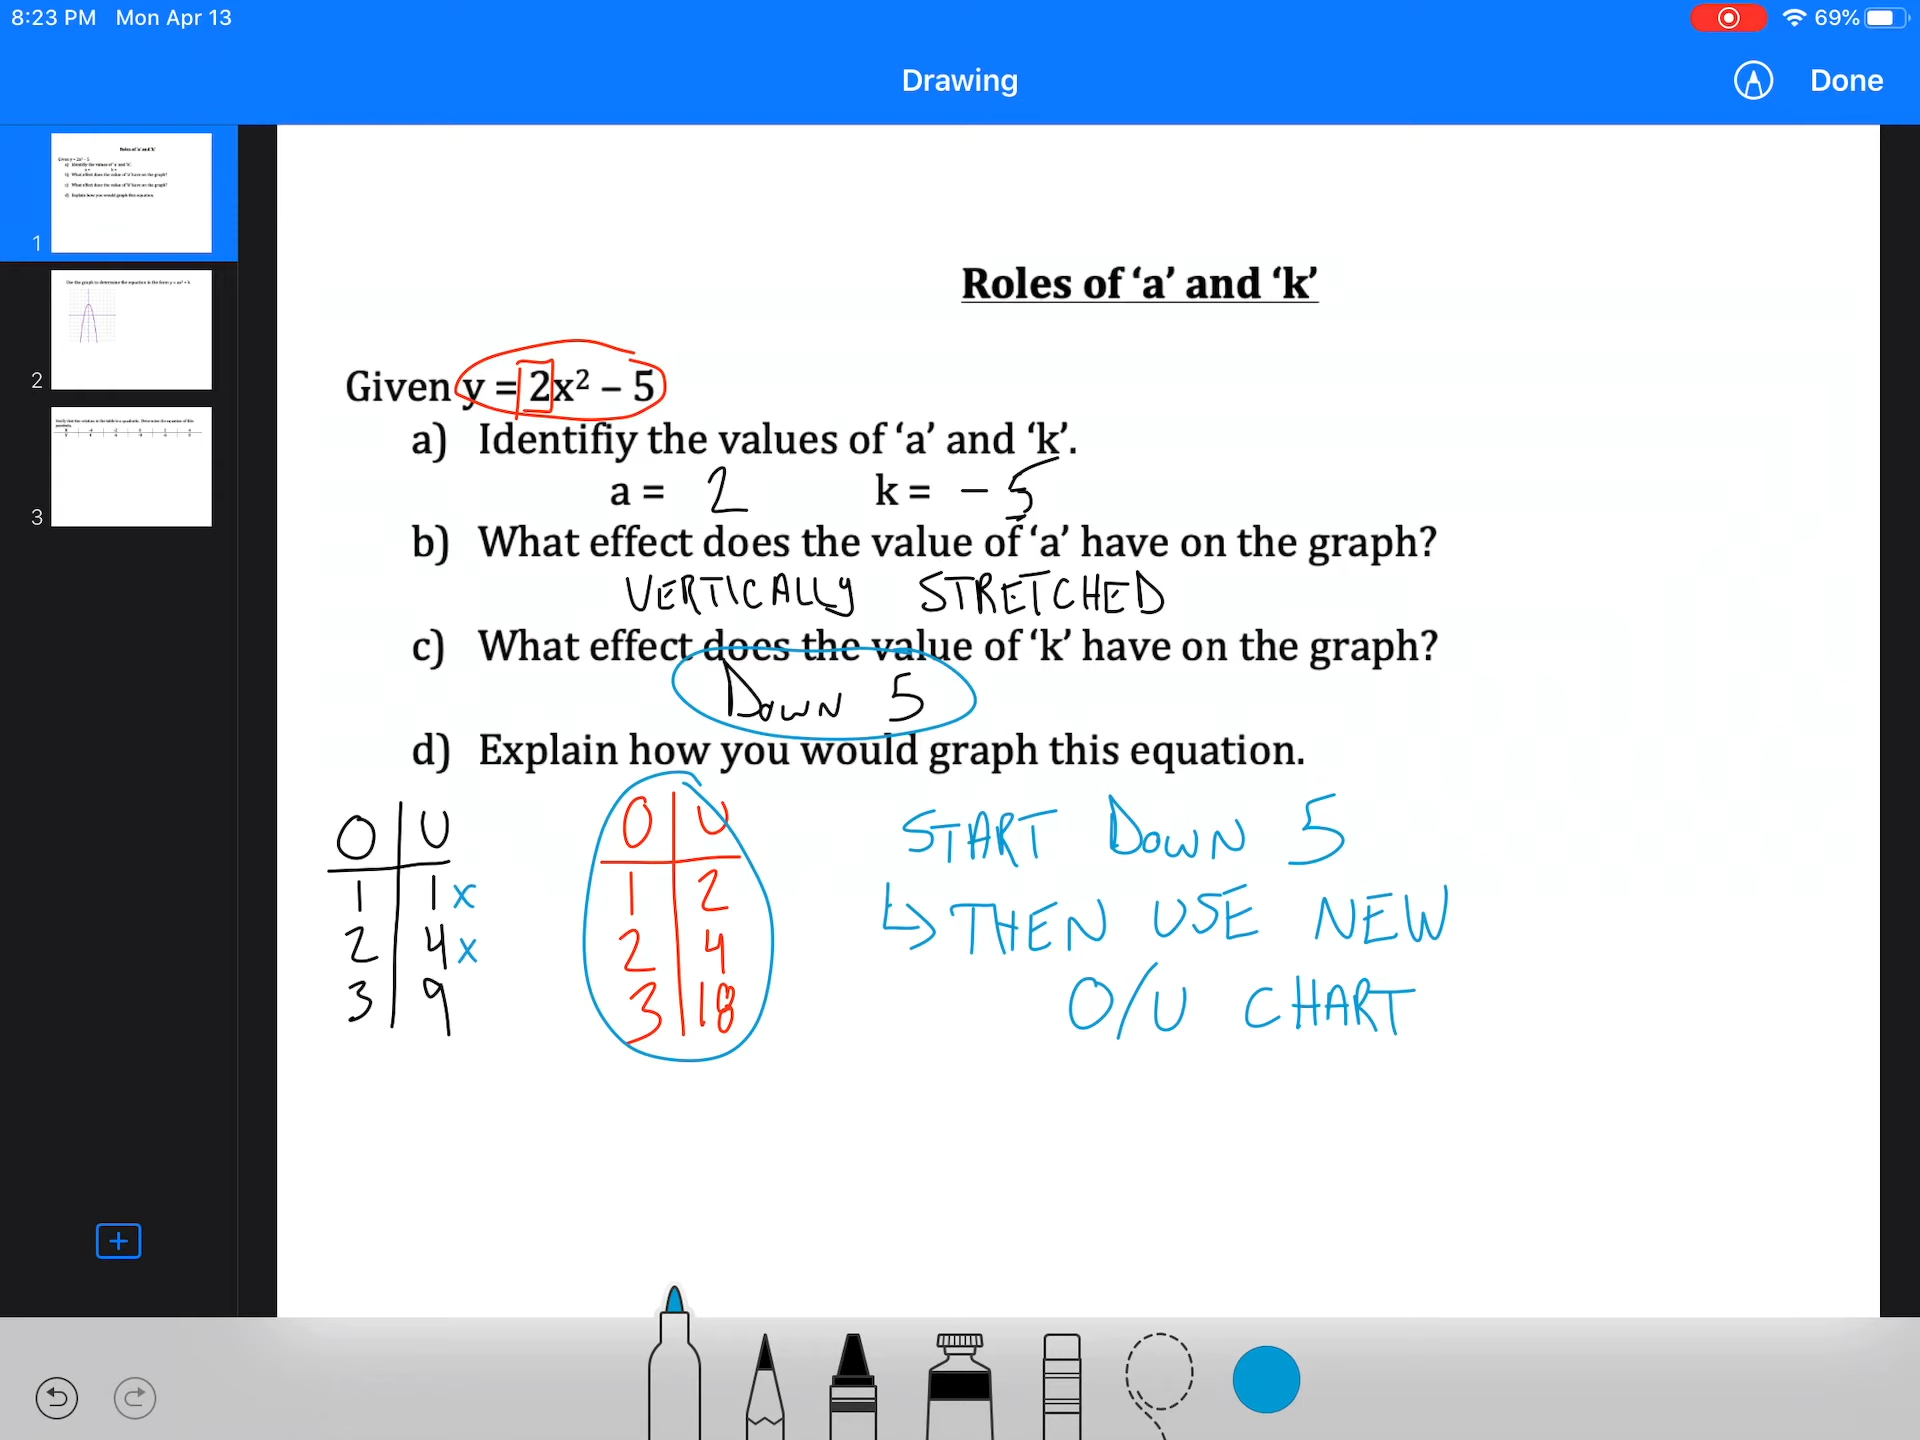 8:23 PM Mon Apr 13
69%
Drawing
Done
1
2
3
Roles of ‘a’ and ‘k’
Given y = 2x² – 5
a) Identifiy the values of ‘a’ and ‘k’.
a = 2 k = - 5
b) What effect does the value of ‘a’ have on the graph?
VERTICALLY STRETCHED
c) What effect does the value of ‘k’ have on the graph?
DOWN 5
d) Explain how you would graph this equation.
O U
1 1 x
2 4 x
3 9
O U
1 2
2 4
3 18
START DOWN 5
↳ THEN USE NEW
O/U CHART